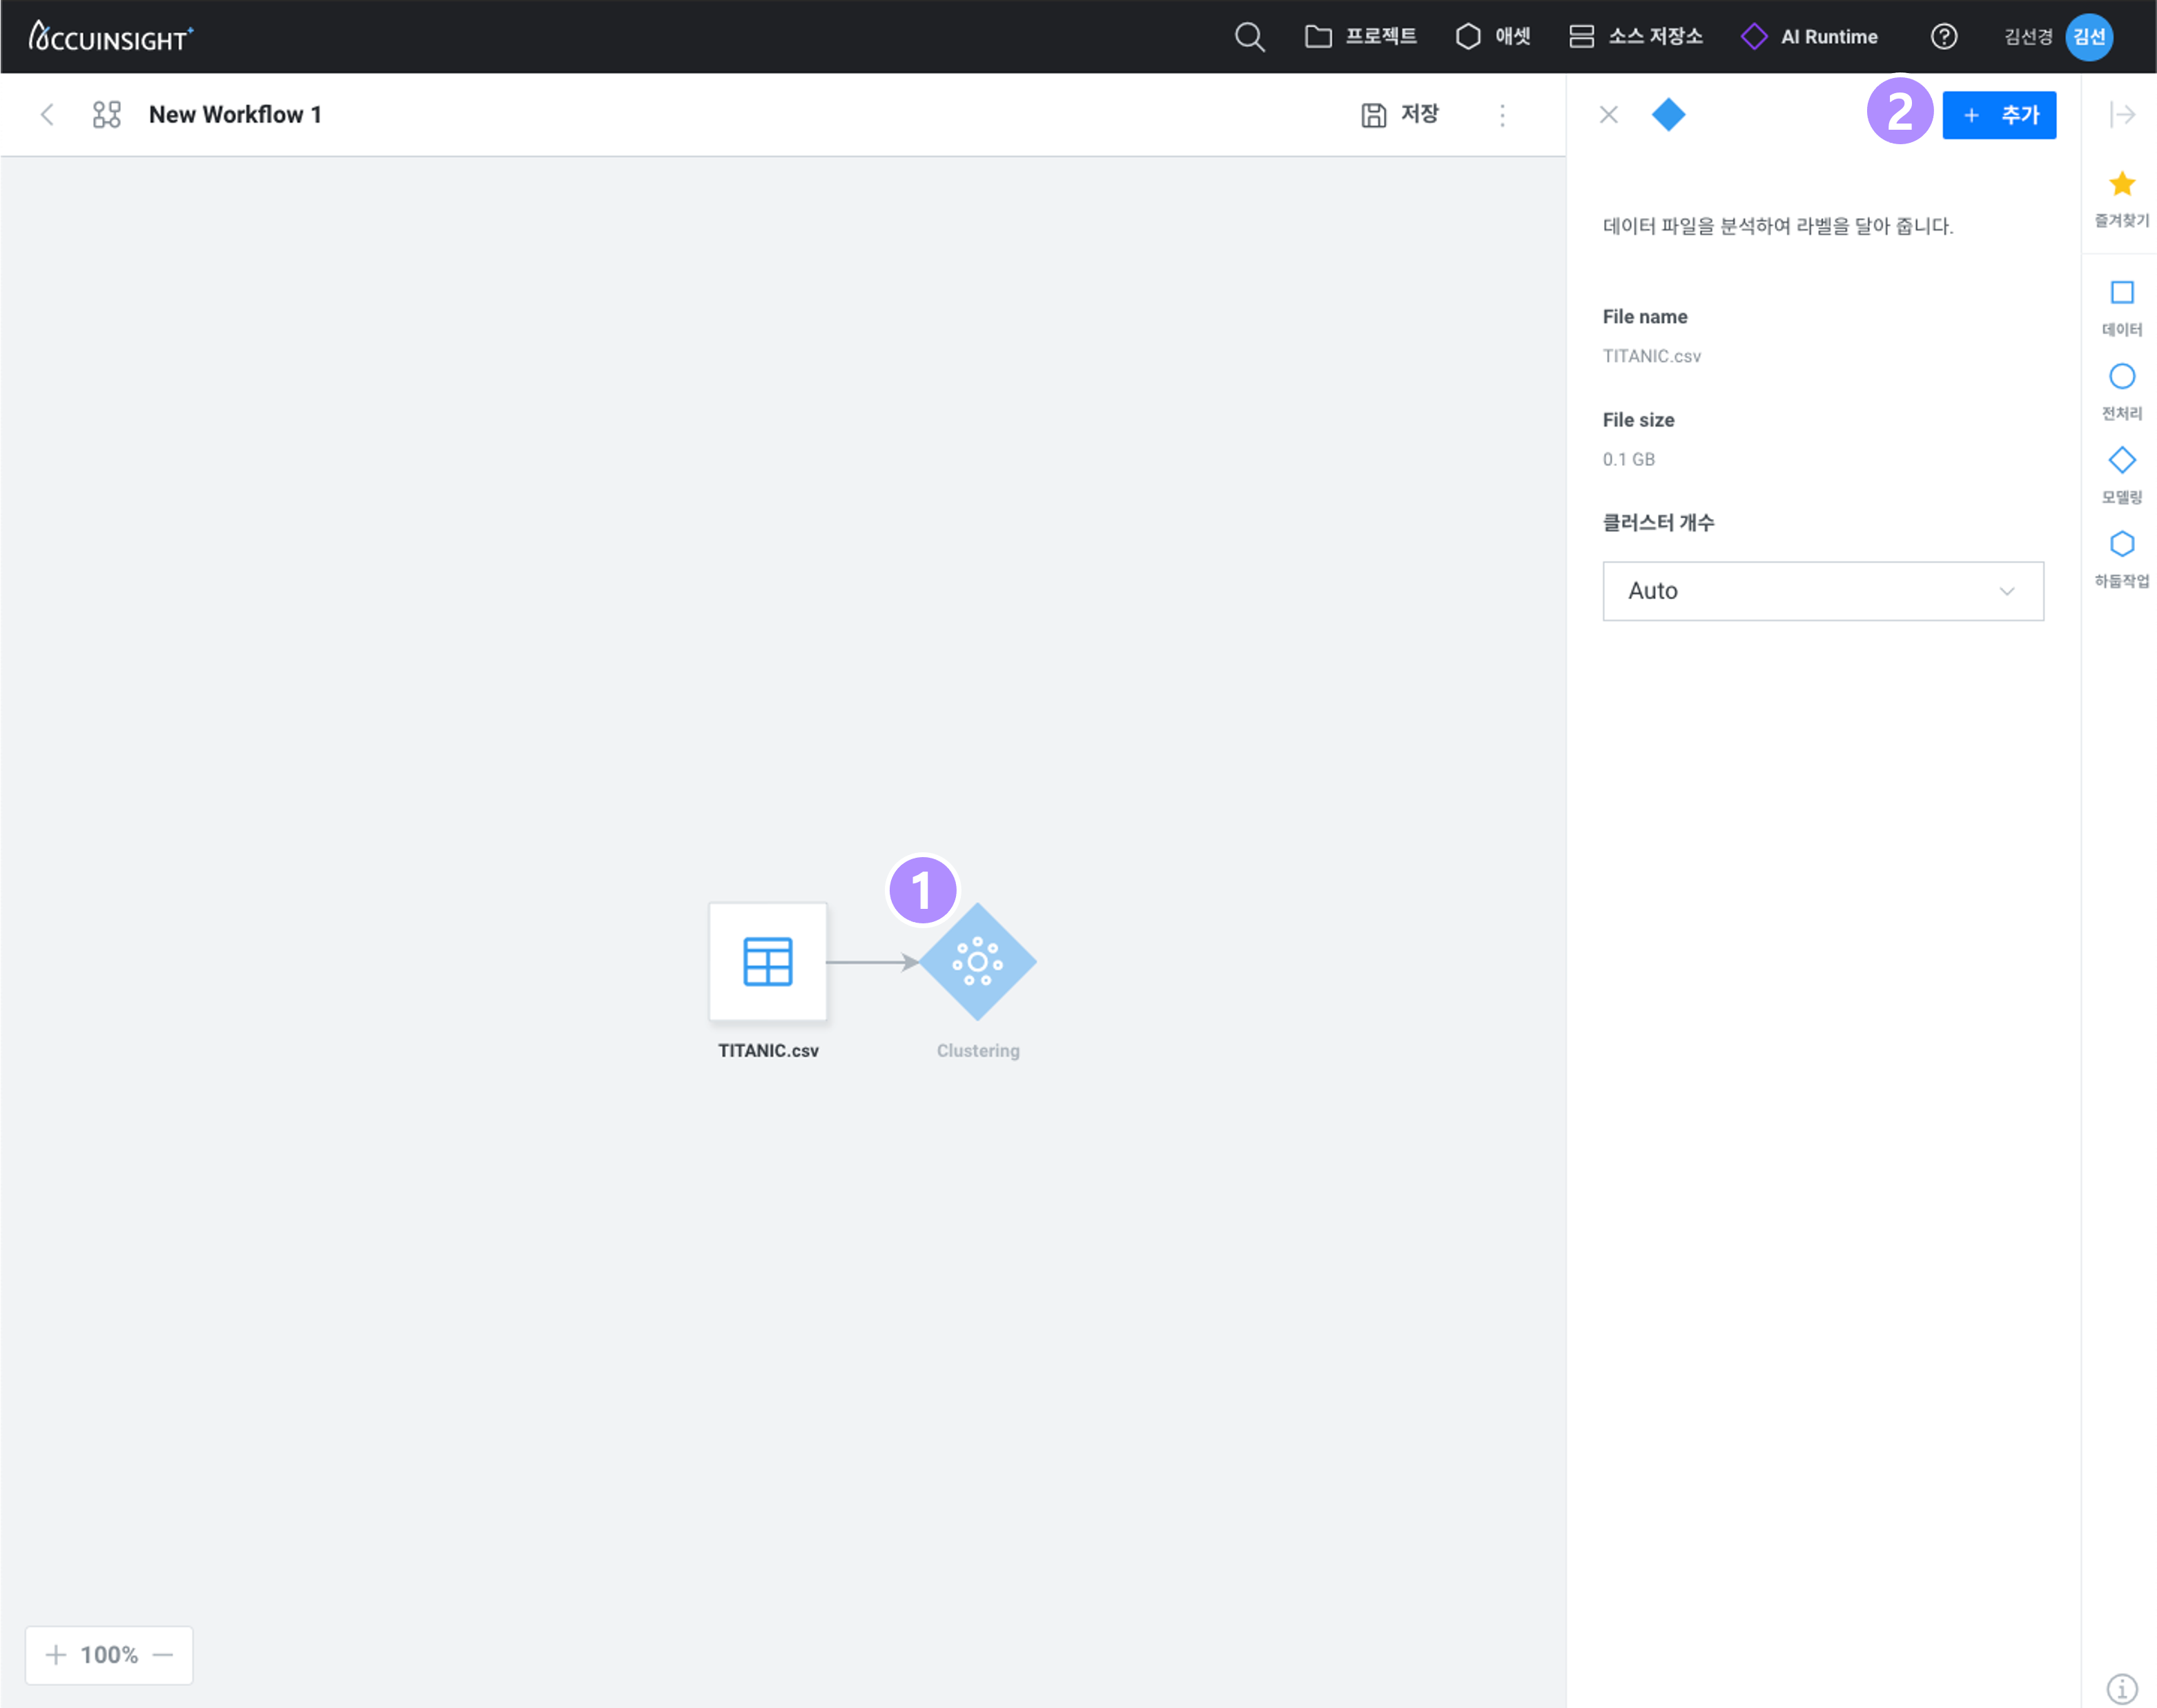 ACCUINSIGHT+
프로젝트
애셋
소스 저장소
AI Runtime
?
김선경
김선
New Workflow 1
저장
2
+ 추가
즐겨찾기
데이터 파일을 분석하여 라벨을 달아 줍니다.
File name
TITANIC.csv
File size
0.1 GB
클러스터 개수
Auto
데이터
전처리
모델링
하둡작업
1
TITANIC.csv
Clustering
+ 100% −
i